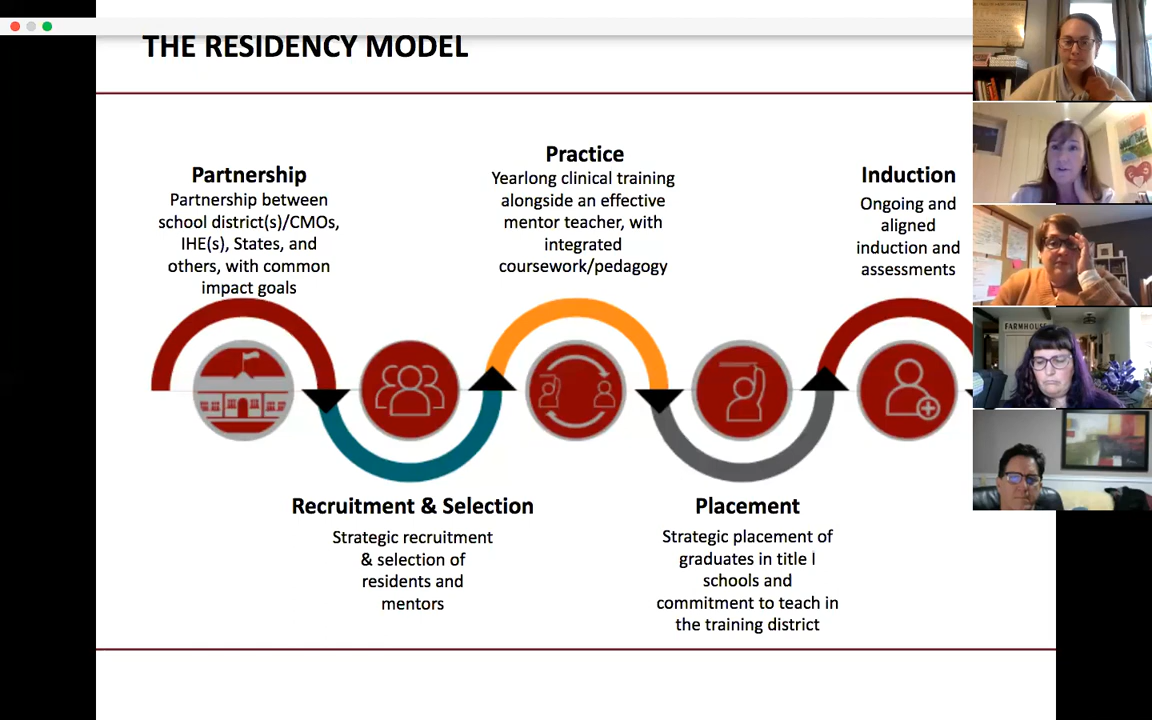 THE RESIDENCY MODEL
Partnership
Partnership between
school district(s)/CMOs,
IHE(s), States, and
others, with common
impact goals
Practice
Yearlong clinical training
alongside an effective
mentor teacher, with
integrated
coursework/pedagogy
Induction
Ongoing and
aligned
induction and
assessments
Recruitment & Selection
Strategic recruitment
& selection of
residents and
mentors
Placement
Strategic placement of
graduates in title I
schools and
commitment to teach in
the training district
FARMHOUSE